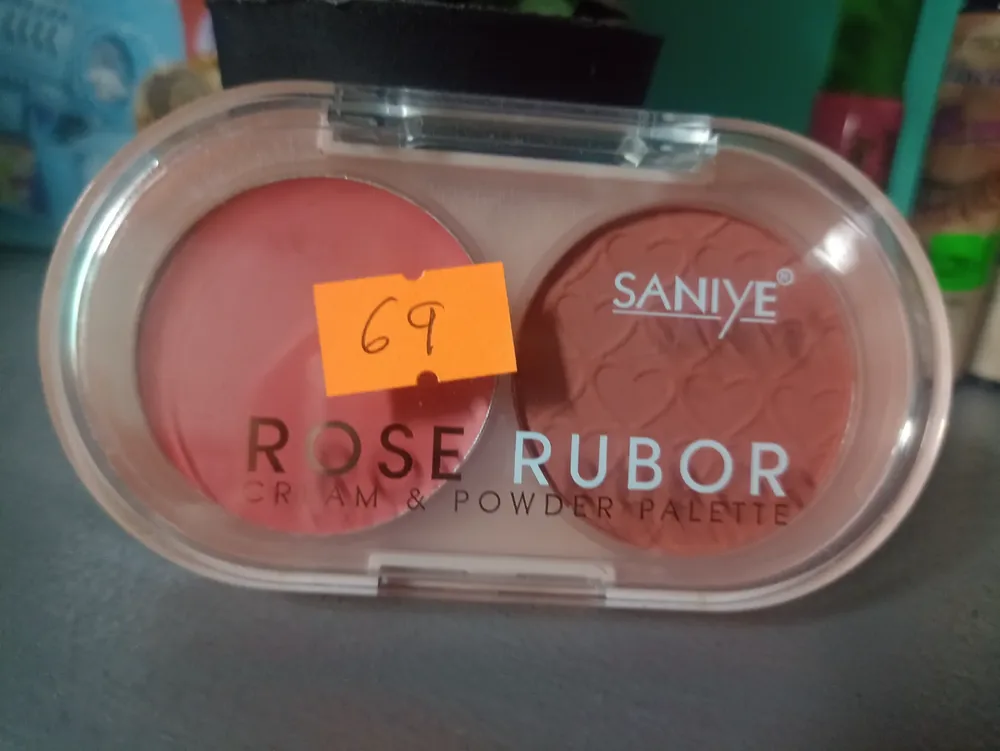 SANIYE®
69
ROSE RUBOR
CREAM & POWDER PALETTE